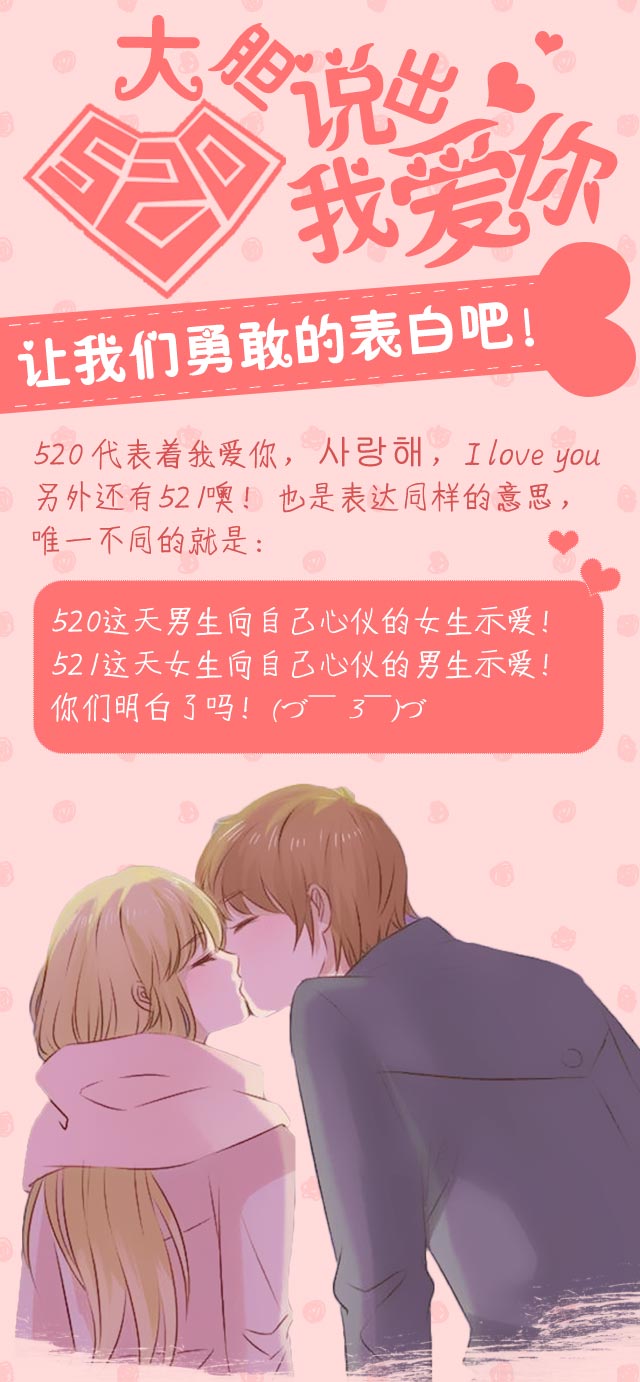 大胆说出
520
我爱你
让我们勇敢的表白吧！
520 代表着我爱你，사랑해，I love you
另外还有521噢！ 也是表达同样的意思，
唯一不同的就是：
520这天男生向自己心仪的女生示爱！
521这天女生向自己心仪的男生示爱！
你们明白了吗！(づ￣ 3￣)づ